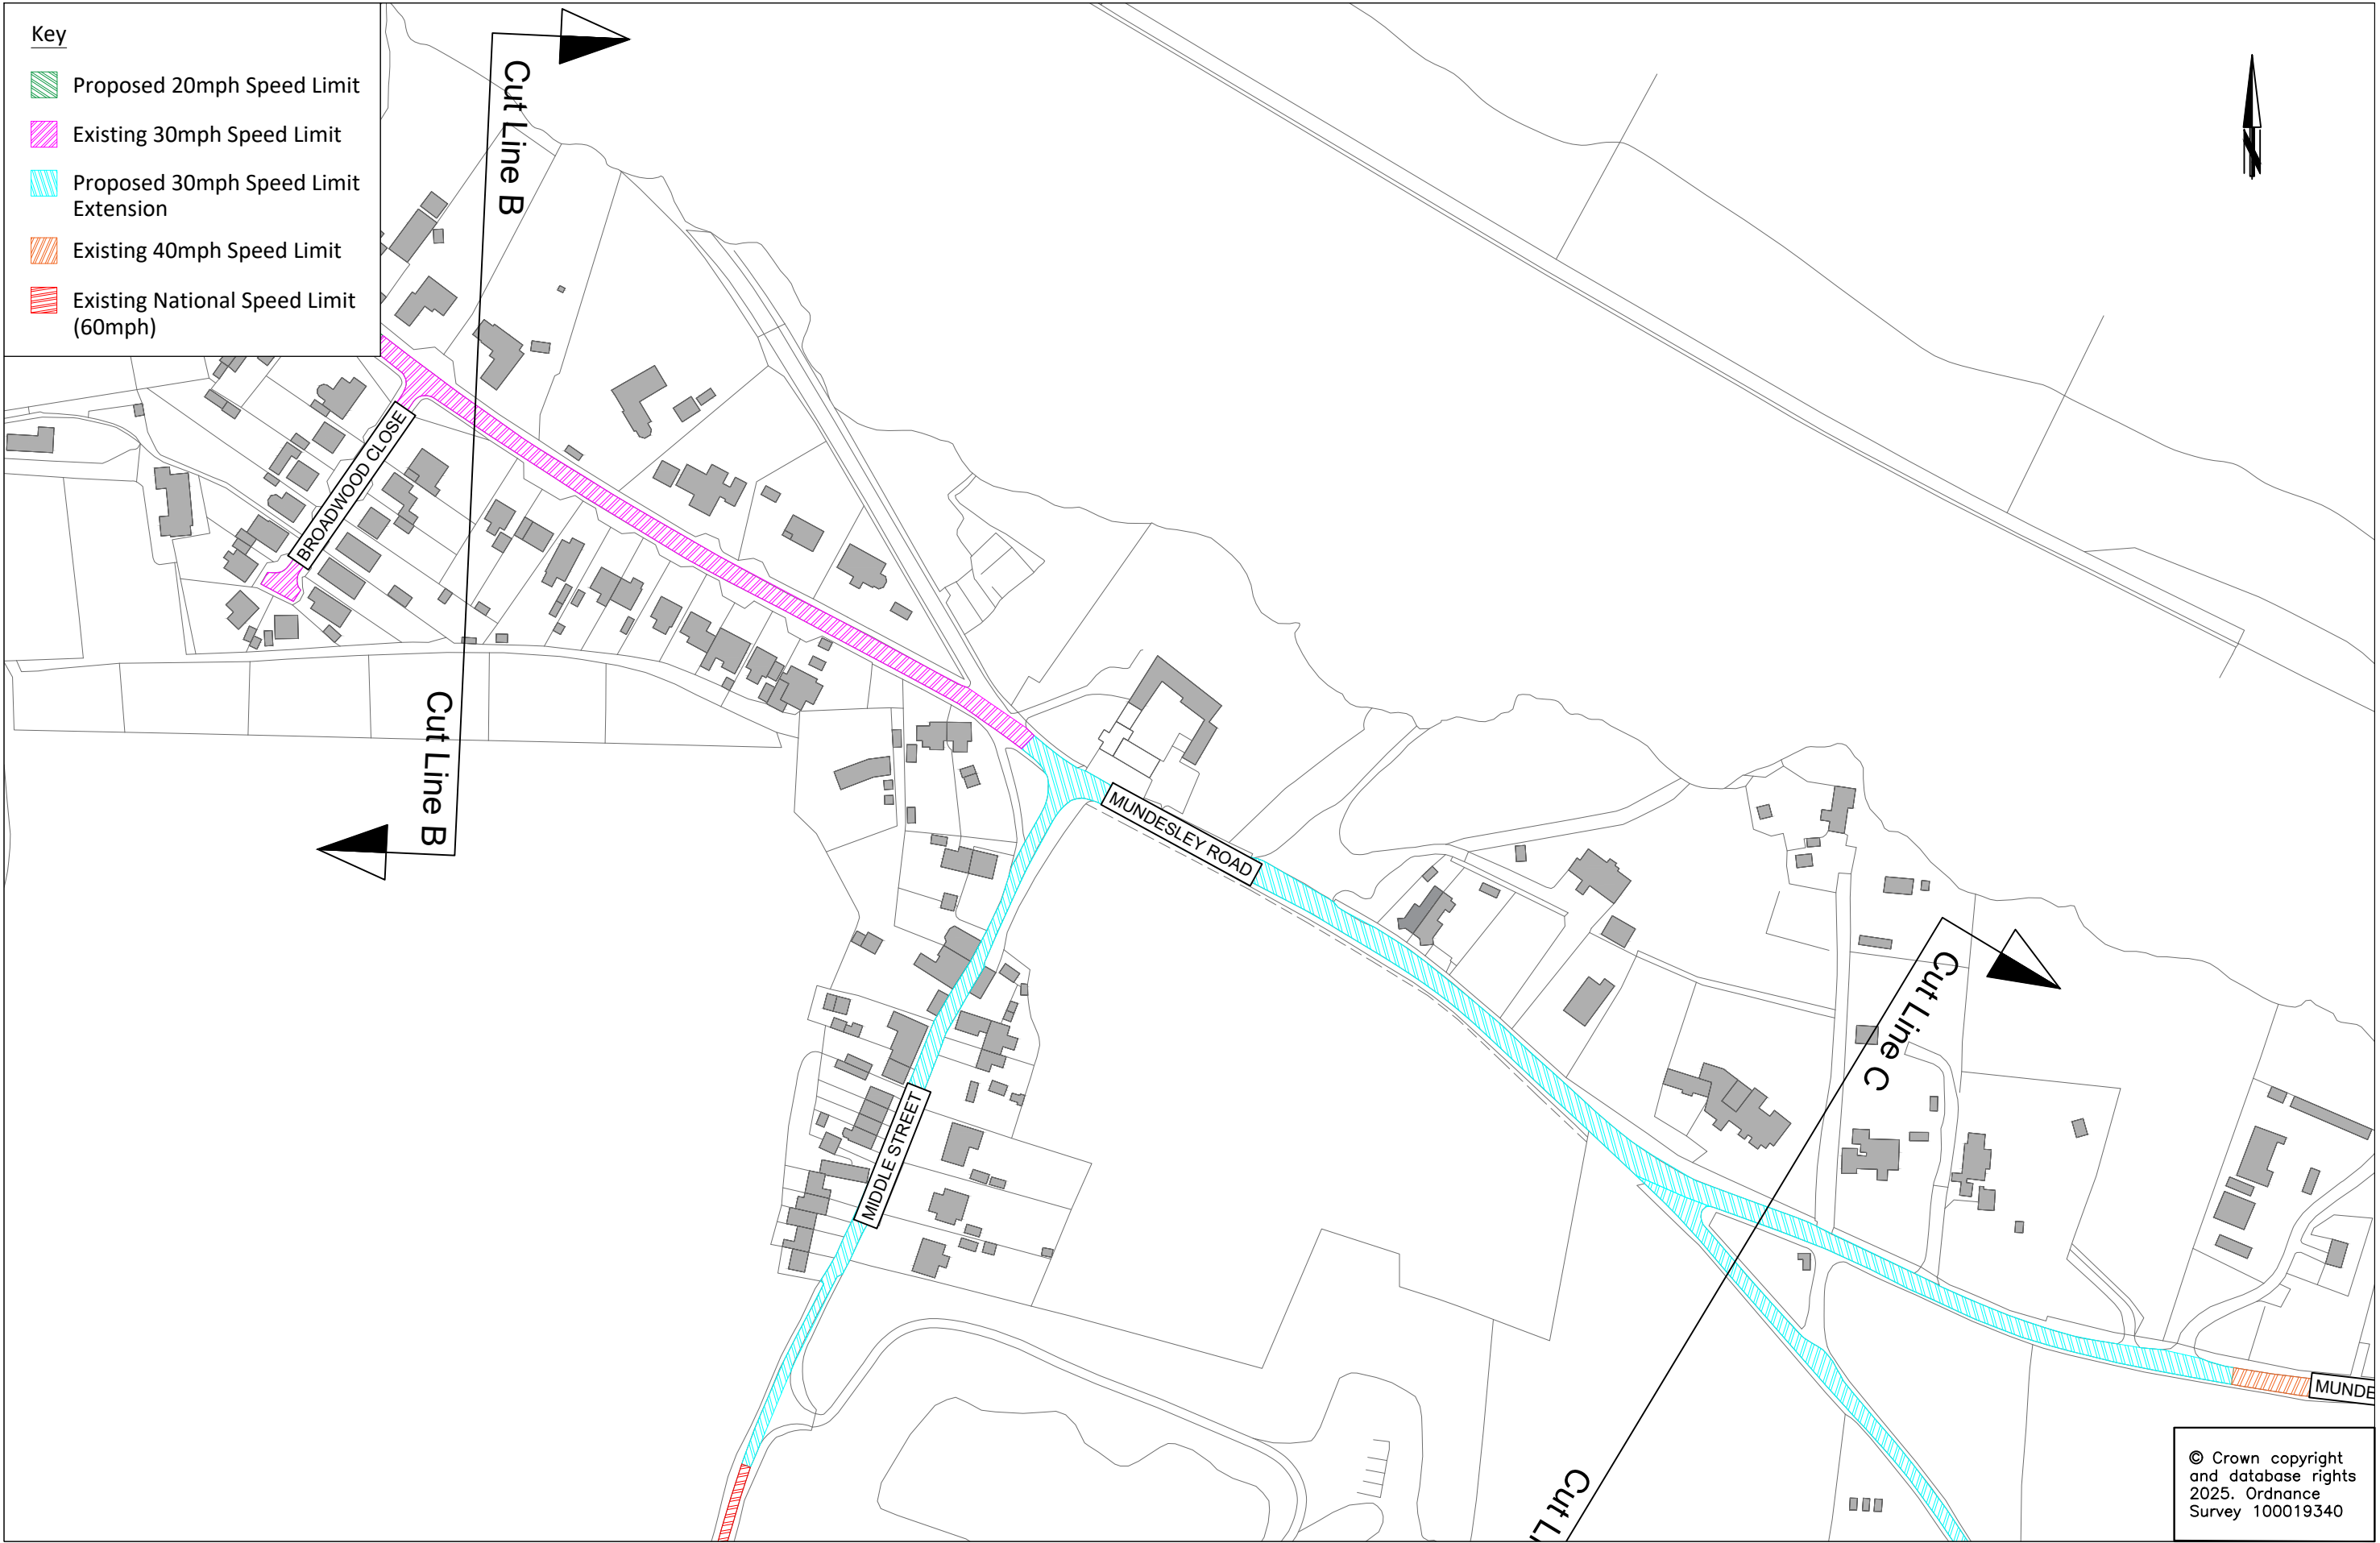 Key
Proposed 20mph Speed Limit
Existing 30mph Speed Limit
Proposed 30mph Speed Limit
Extension
Existing 40mph Speed Limit
Existing National Speed Limit
(60mph)
Cut Line B
N
BROADWOOD CLOSE
Cut Line B
MUNDESLEY ROAD
Cut Line C
MIDDLE STREET
MUNDE
Cut Li
© Crown copyright
and database rights
2025. Ordnance
Survey 100019340